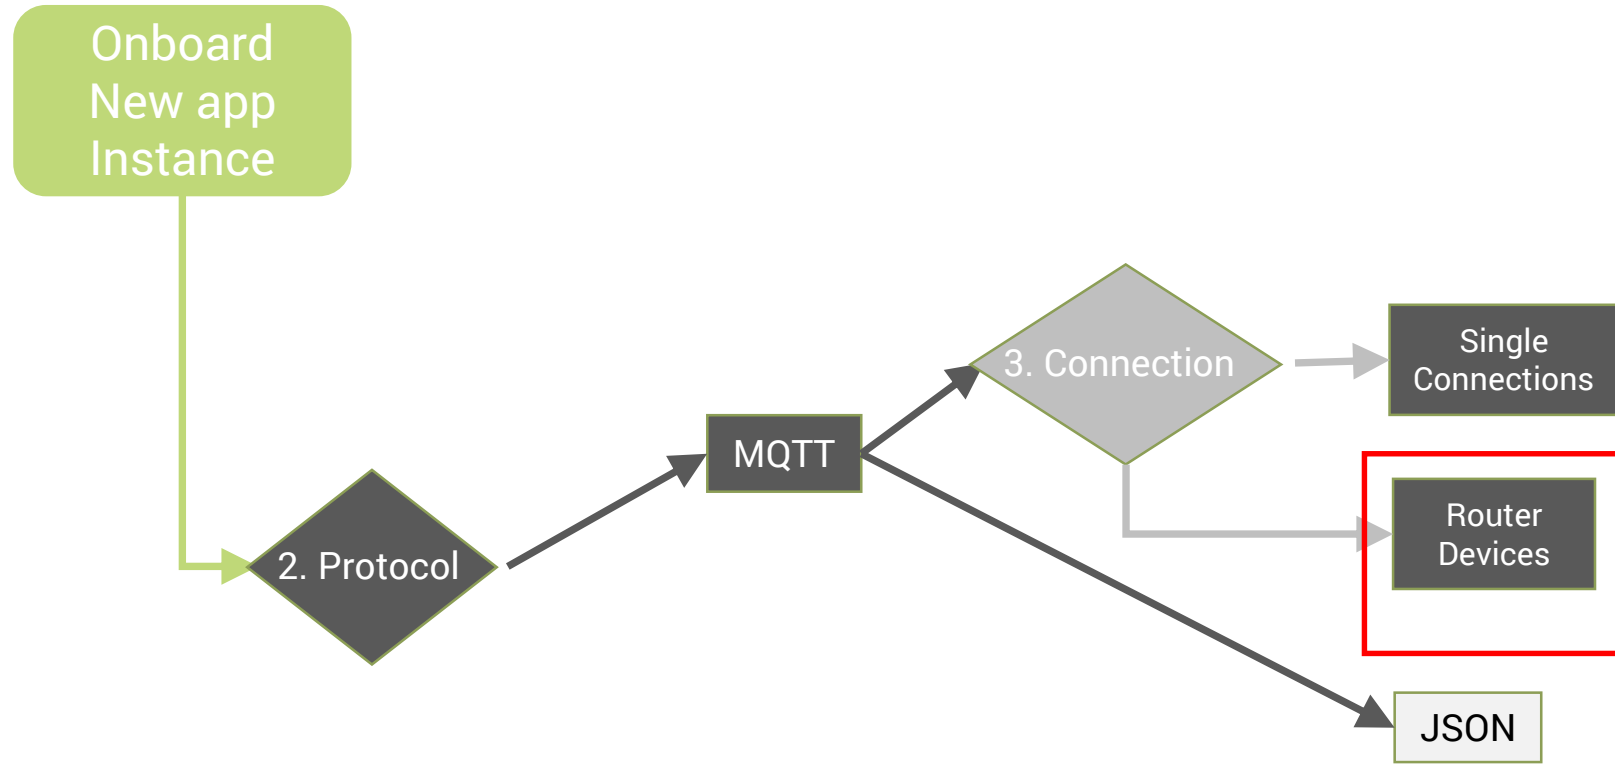 Onboard
New app
Instance
2. Protocol
MQTT
3. Connection
Single
Connections
Router
Devices
JSON